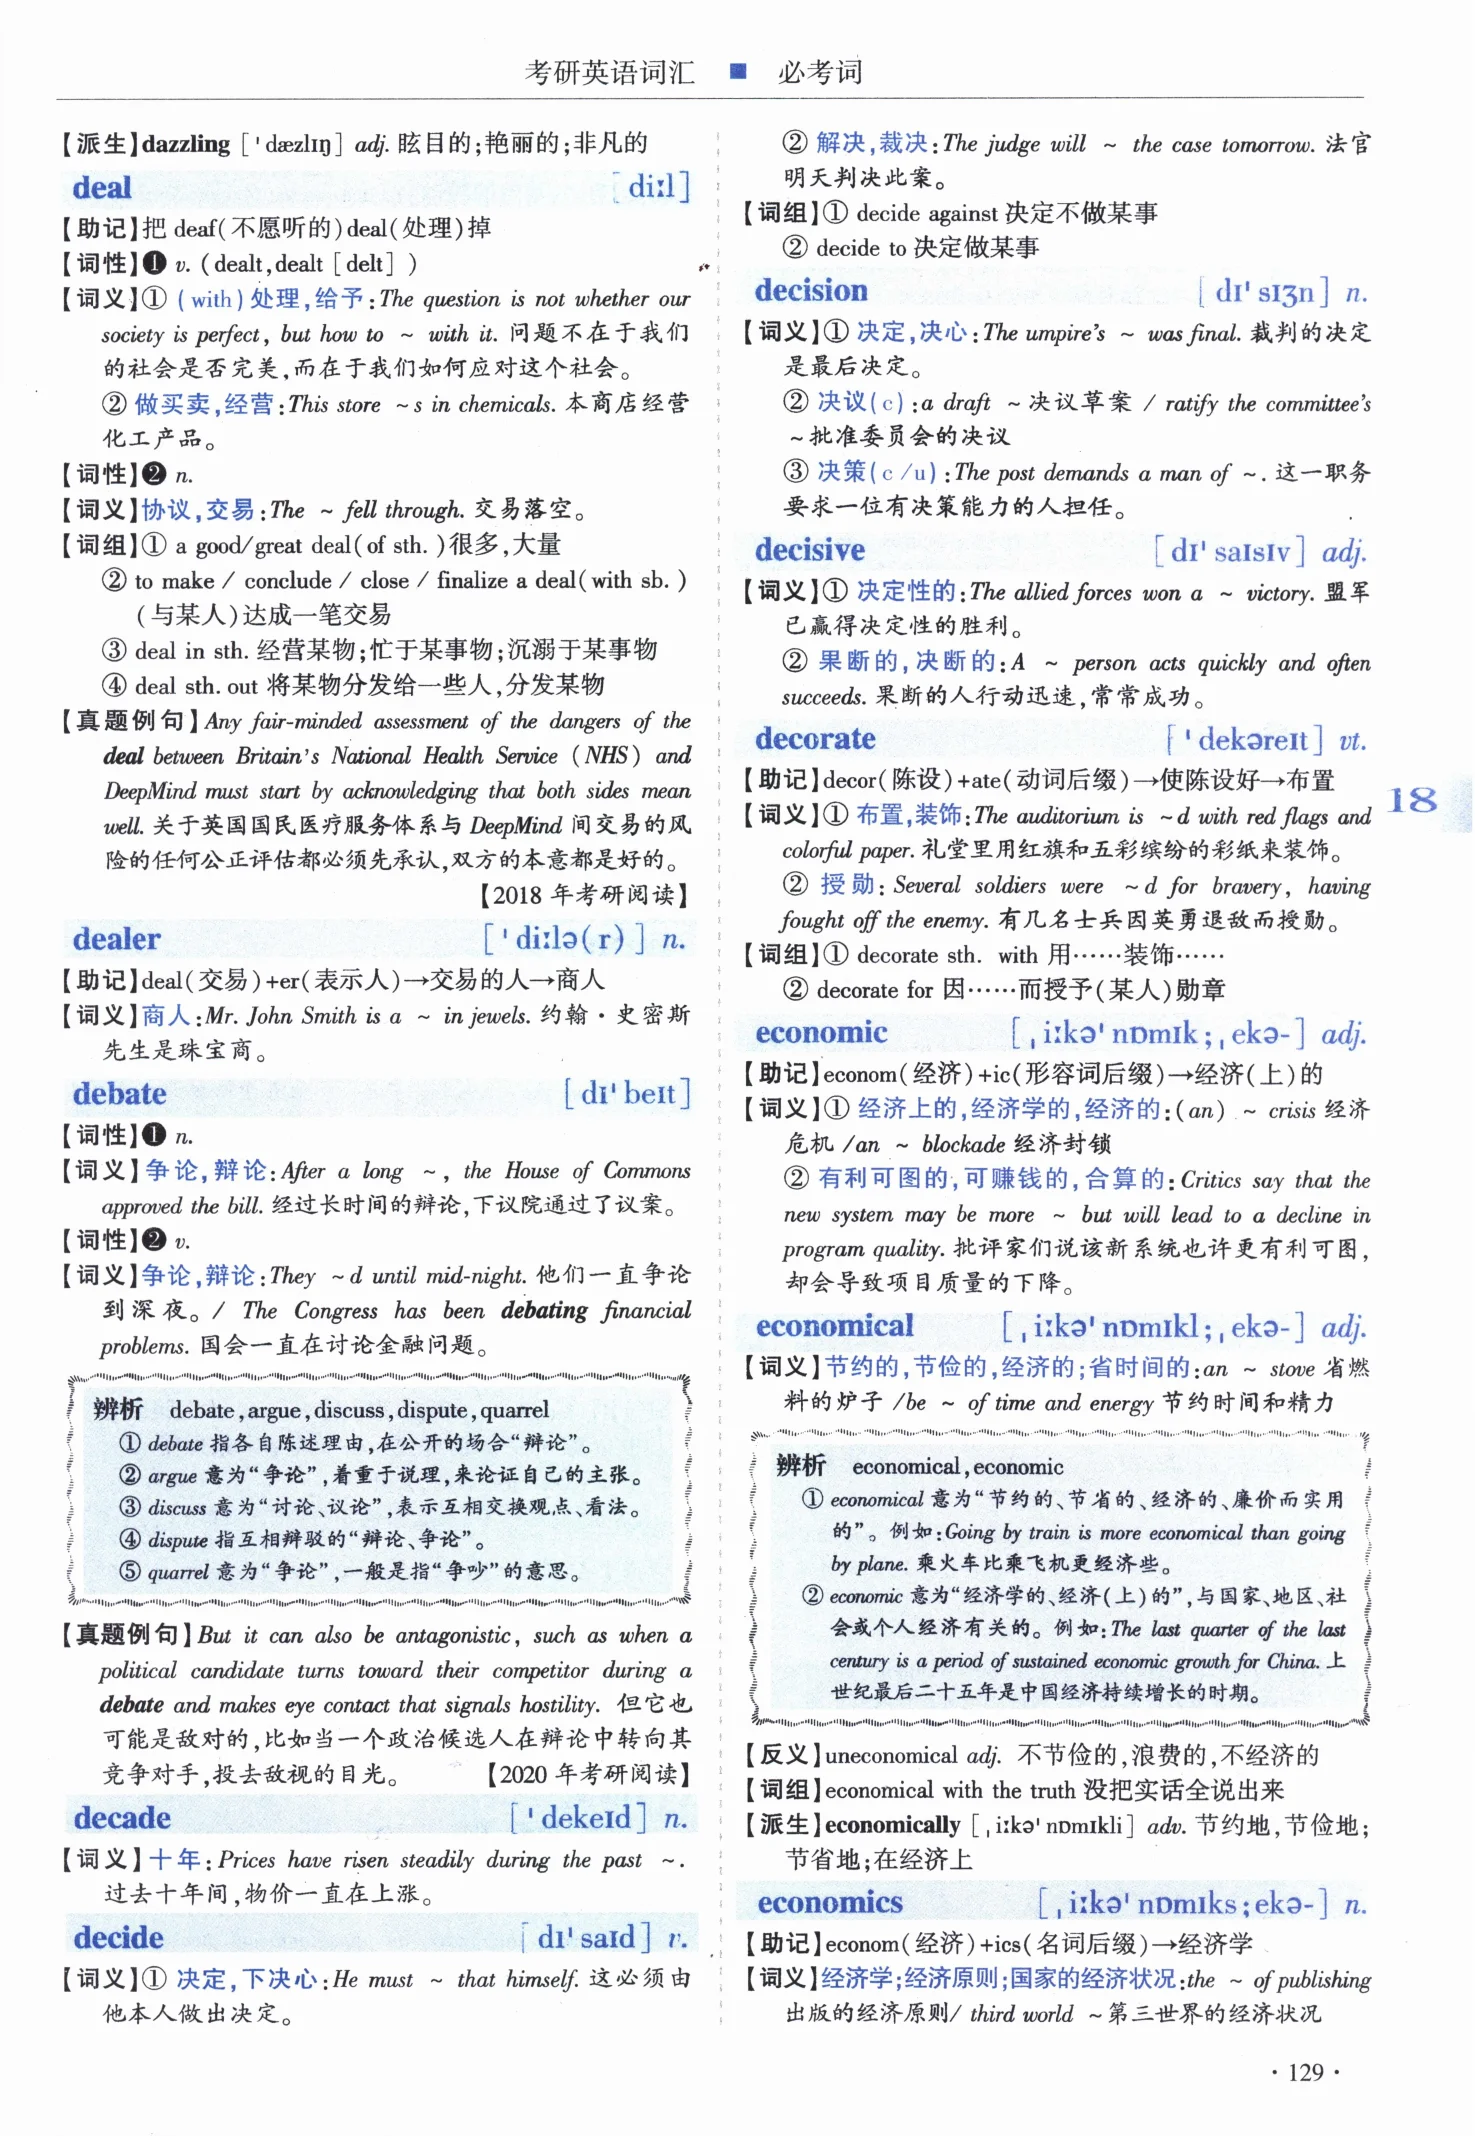 考研英语词汇 ■ 必考词
【派生】dazzling [ˈdæzlɪŋ] adj. 眩目的;艳丽的;非凡的
deal [diːl]
【助记】把 deaf(不愿听的)deal(处理)掉
【词性】❶ v. (dealt,dealt [delt] )
【词义】① (with)处理,给予:The question is not whether our
society is perfect, but how to ~ with it. 问题不在于我们
的社会是否完美,而在于我们如何应对这个社会。
② 做买卖,经营:This store ~s in chemicals. 本商店经营
化工产品。
【词性】❷ n.
【词义】协议,交易:The ~ fell through. 交易落空。
【词组】① a good/great deal(of sth. )很多,大量
② to make / conclude / close / finalize a deal(with sb. )
(与某人)达成一笔交易
③ deal in sth. 经营某物;忙于某事物;沉溺于某事物
④ deal sth. out 将某物分发给一些人,分发某物
【真题例句】Any fair-minded assessment of the dangers of the
deal between Britain's National Health Service (NHS) and
DeepMind must start by acknowledging that both sides mean
well. 关于英国国民医疗服务体系与 DeepMind 间交易的风
险的任何公正评估都必须先承认,双方的本意都是好的。
【2018 年考研阅读】
dealer [ˈdiːlə(r)] n.
【助记】deal(交易)+er(表示人)→交易的人→商人
【词义】商人:Mr. John Smith is a ~ in jewels. 约翰·史密斯
先生是珠宝商。
debate [dɪˈbeɪt]
【词性】❶ n.
【词义】争论,辩论:After a long ~ , the House of Commons
approved the bill. 经过长时间的辩论,下议院通过了议案。
【词性】❷ v.
【词义】争论,辩论:They ~d until mid-night. 他们一直争论
到深夜。/ The Congress has been debating financial
problems. 国会一直在讨论金融问题。
辨析 debate,argue,discuss,dispute,quarrel
① debate 指各自陈述理由,在公开的场合“辩论”。
② argue 意为“争论”,着重于说理,来论证自己的主张。
③ discuss 意为“讨论、议论”,表示互相交换观点、看法。
④ dispute 指互相辩驳的“辩论、争论”。
⑤ quarrel 意为“争论”,一般是指“争吵”的意思。
【真题例句】But it can also be antagonistic, such as when a
political candidate turns toward their competitor during a
debate and makes eye contact that signals hostility. 但它也
可能是敌对的,比如当一个政治候选人在辩论中转向其
竞争对手,投去敌视的目光。 【2020 年考研阅读】
decade [ˈdekeɪd] n.
【词义】十年:Prices have risen steadily during the past ~.
过去十年间,物价一直在上涨。
decide [dɪˈsaɪd] v.
【词义】① 决定,下决心:He must ~ that himself. 这必须由
他本人做出决定。
② 解决,裁决:The judge will ~ the case tomorrow. 法官
明天判决此案。
【词组】① decide against 决定不做某事
② decide to 决定做某事
decision [dɪˈsɪʒn] n.
【词义】① 决定,决心:The umpire's ~ was final. 裁判的决定
是最后决定。
② 决议(c):a draft ~决议草案 / ratify the committee's
~批准委员会的决议
③ 决策(c /u):The post demands a man of ~. 这一职务
要求一位有决策能力的人担任。
decisive [dɪˈsaɪsɪv] adj.
【词义】① 决定性的:The allied forces won a ~ victory. 盟军
已赢得决定性的胜利。
② 果断的,决断的:A ~ person acts quickly and often
succeeds. 果断的人行动迅速,常常成功。
decorate [ˈdekəreɪt] vt.
【助记】decor(陈设)+ate(动词后缀)→使陈设好→布置
【词义】① 布置,装饰:The auditorium is ~d with red flags and
colorful paper. 礼堂里用红旗和五彩缤纷的彩纸来装饰。
② 授勋: Several soldiers were ~d for bravery, having
fought off the enemy. 有几名士兵因英勇退敌而授勋。
【词组】① decorate sth. with 用……装饰……
② decorate for 因……而授予(某人)勋章
economic [ˌiːkəˈnɒmɪk;ˌekə-] adj.
【助记】econom(经济)+ic(形容词后缀)→经济(上)的
【词义】① 经济上的,经济学的,经济的:(an) ~ crisis 经济
危机 /an ~ blockade 经济封锁
② 有利可图的,可赚钱的,合算的:Critics say that the
new system may be more ~ but will lead to a decline in
program quality. 批评家们说该新系统也许更有利可图,
却会导致项目质量的下降。
economical [ˌiːkəˈnɒmɪkl;ˌekə-] adj.
【词义】节约的,节俭的,经济的;省时间的:an ~ stove 省燃
料的炉子 /be ~ of time and energy 节约时间和精力
辨析 economical,economic
① economical 意为“节约的、节省的、经济的、廉价而实用
的”。例如:Going by train is more economical than going
by plane. 乘火车比乘飞机更经济些。
② economic 意为“经济学的、经济(上)的”,与国家、地区、社
会或个人经济有关的。例如:The last quarter of the last
century is a period of sustained economic growth for China. 上
世纪最后二十五年是中国经济持续增长的时期。
【反义】uneconomical adj. 不节俭的,浪费的,不经济的
【词组】economical with the truth 没把实话全说出来
【派生】economically [ˌiːkəˈnɒmɪkli] adv. 节约地,节俭地;
节省地;在经济上
economics [ˌiːkəˈnɒmɪks;ekə-] n.
【助记】econom(经济)+ics(名词后缀)→经济学
【词义】经济学;经济原则;国家的经济状况:the ~ of publishing
出版的经济原则/ third world ~第三世界的经济状况
18
·129·